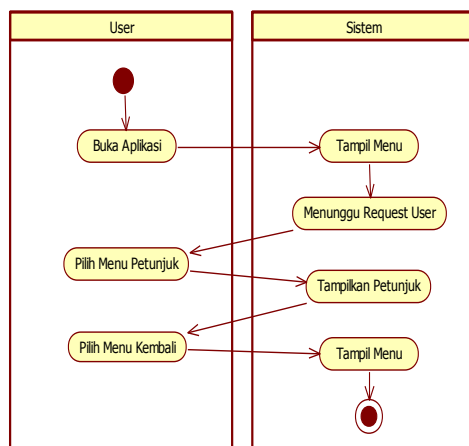 User
Sistem
Buka Aplikasi
Tampil Menu
Menunggu Request User
Pilih Menu Petunjuk
Tampilkan Petunjuk
Pilih Menu Kembali
Tampil Menu